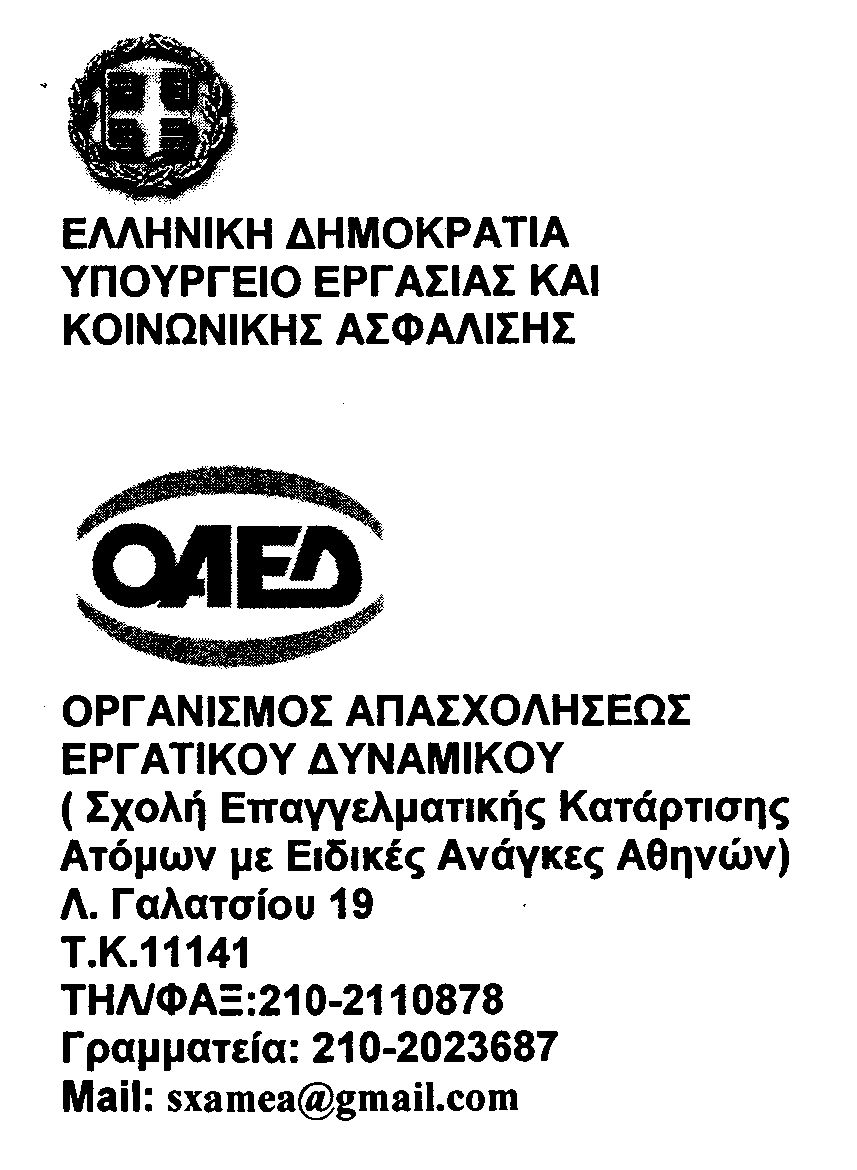 ΕΛΛΗΝΙΚΗ ΔΗΜΟΚΡΑΤΙΑ
ΥΠΟΥΡΓΕΙΟ ΕΡΓΑΣΙΑΣ ΚΑΙ
ΚΟΙΝΩΝΙΚΗΣ ΑΣΦΑΛΙΣΗΣ
ΟΑΕΔ
ΟΡΓΑΝΙΣΜΟΣ ΑΠΑΣΧΟΛΗΣΕΩΣ
ΕΡΓΑΤΙΚΟΥ ΔΥΝΑΜΙΚΟΥ
( Σχολή Επαγγελματικής Κατάρτισης
Ατόμων με Ειδικές Ανάγκες Αθηνών)
Λ. Γαλατσίου 19
Τ.Κ.11141
ΤΗΛ/ΦΑΞ:210-2110878
Γραμματεία: 210-2023687
Mail: sxamea@gmail.com